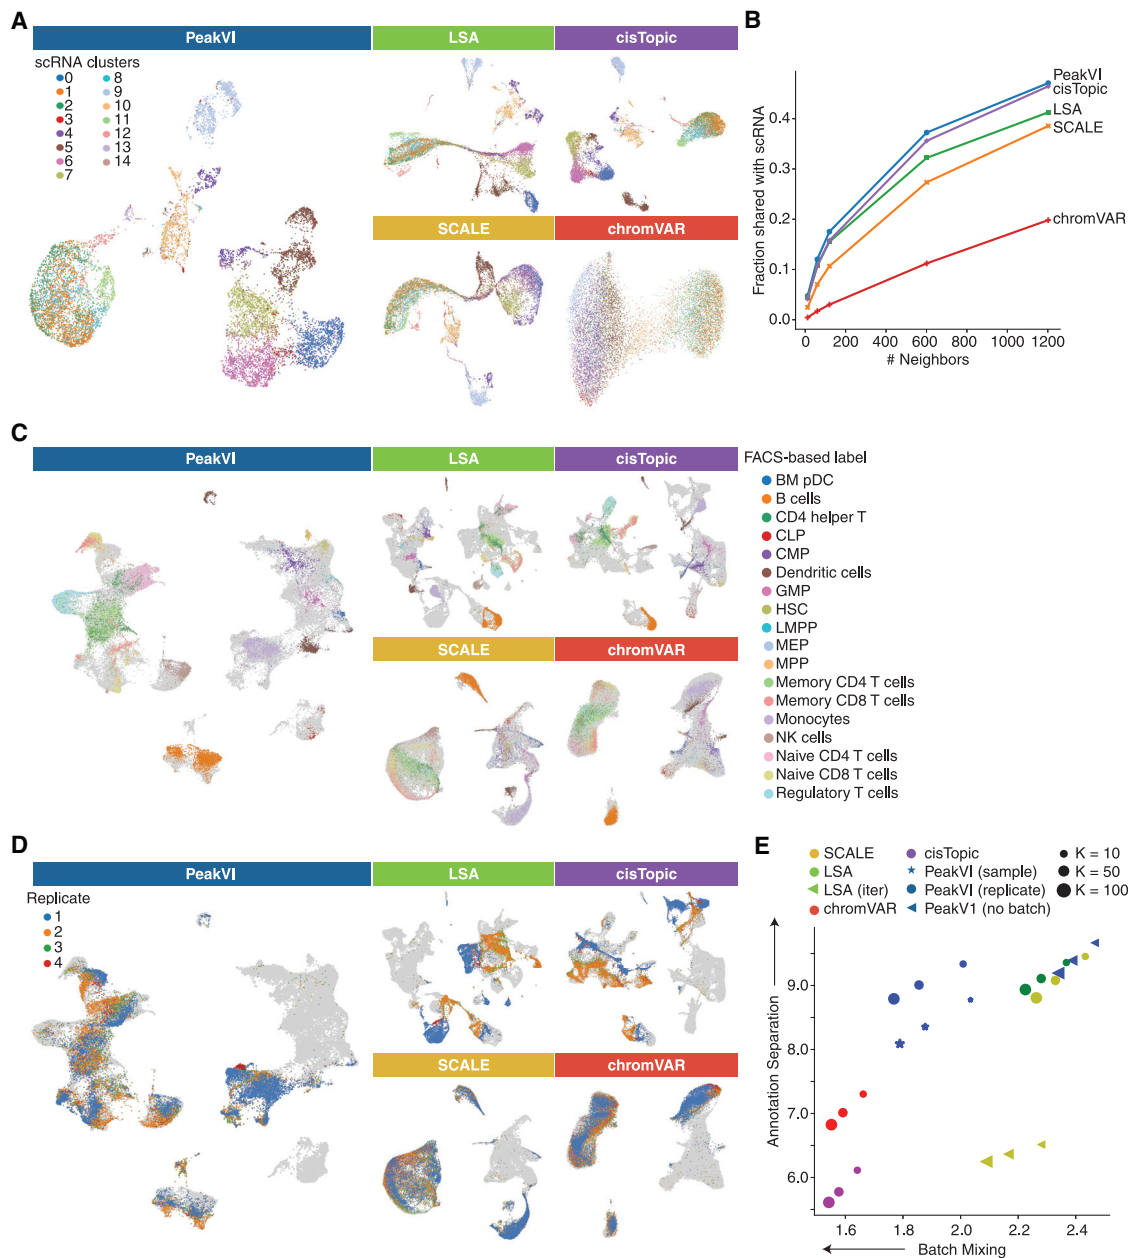 A
PeakVI
LSA
cisTopic
scRNA clusters
0
8
1
9
2
10
3
11
4
12
5
13
6
14
7
SCALE
chromVAR
B
PeakVI
cisTopic
LSA
SCALE
chromVAR
Fraction shared with scRNA
0.4
0.3
0.2
0.1
0.0
0 200 400 600 800 1000 1200
# Neighbors
C
PeakVI
LSA
cisTopic
SCALE
chromVAR
FACS-based label
BM pDC
B cells
CD4 helper T
CLP
CMP
Dendritic cells
GMP
HSC
LMPP
MEP
MPP
Memory CD4 T cells
Memory CD8 T cells
Monocytes
NK cells
Naive CD4 T cells
Naive CD8 T cells
Regulatory T cells
D
PeakVI
LSA
cisTopic
Replicate
1
2
3
4
SCALE
chromVAR
E
SCALE
cisTopic
K = 10
LSA
PeakVI (sample)
K = 50
LSA (iter)
PeakVI (replicate)
K = 100
chromVAR
PeakV1 (no batch)
Annotation Separation
9.0
8.0
7.0
6.0
1.6 1.8 2.0 2.2 2.4
Batch Mixing